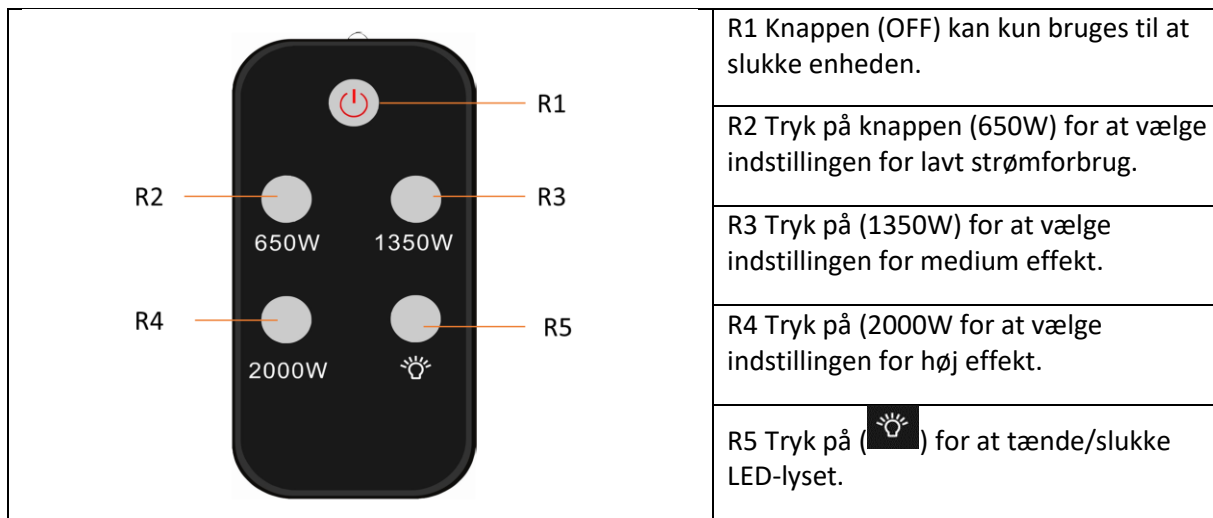 R1
R2
R3
650W
1350W
R4
R5
2000W
R1 Knappen (OFF) kan kun bruges til at
slukke enheden.
R2 Tryk på knappen (650W) for at vælge
indstillingen for lavt strømforbrug.
R3 Tryk på (1350W) for at vælge
indstillingen for medium effekt.
R4 Tryk på (2000W for at vælge
indstillingen for høj effekt.
R5 Tryk på ( ) for at tænde/slukke
LED-lyset.